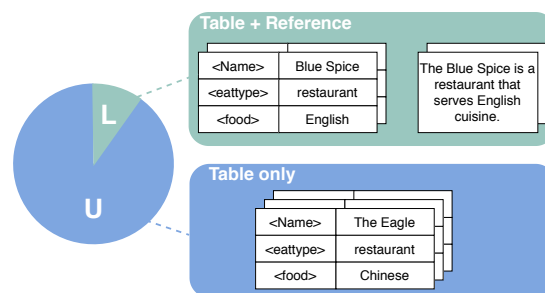 Table + Reference
<Name> Blue Spice
<eattype> restaurant
<food> English
The Blue Spice is a
restaurant that
serves English
cuisine.
L
U
Table only
<Name> The Eagle
<eattype> restaurant
<food> Chinese